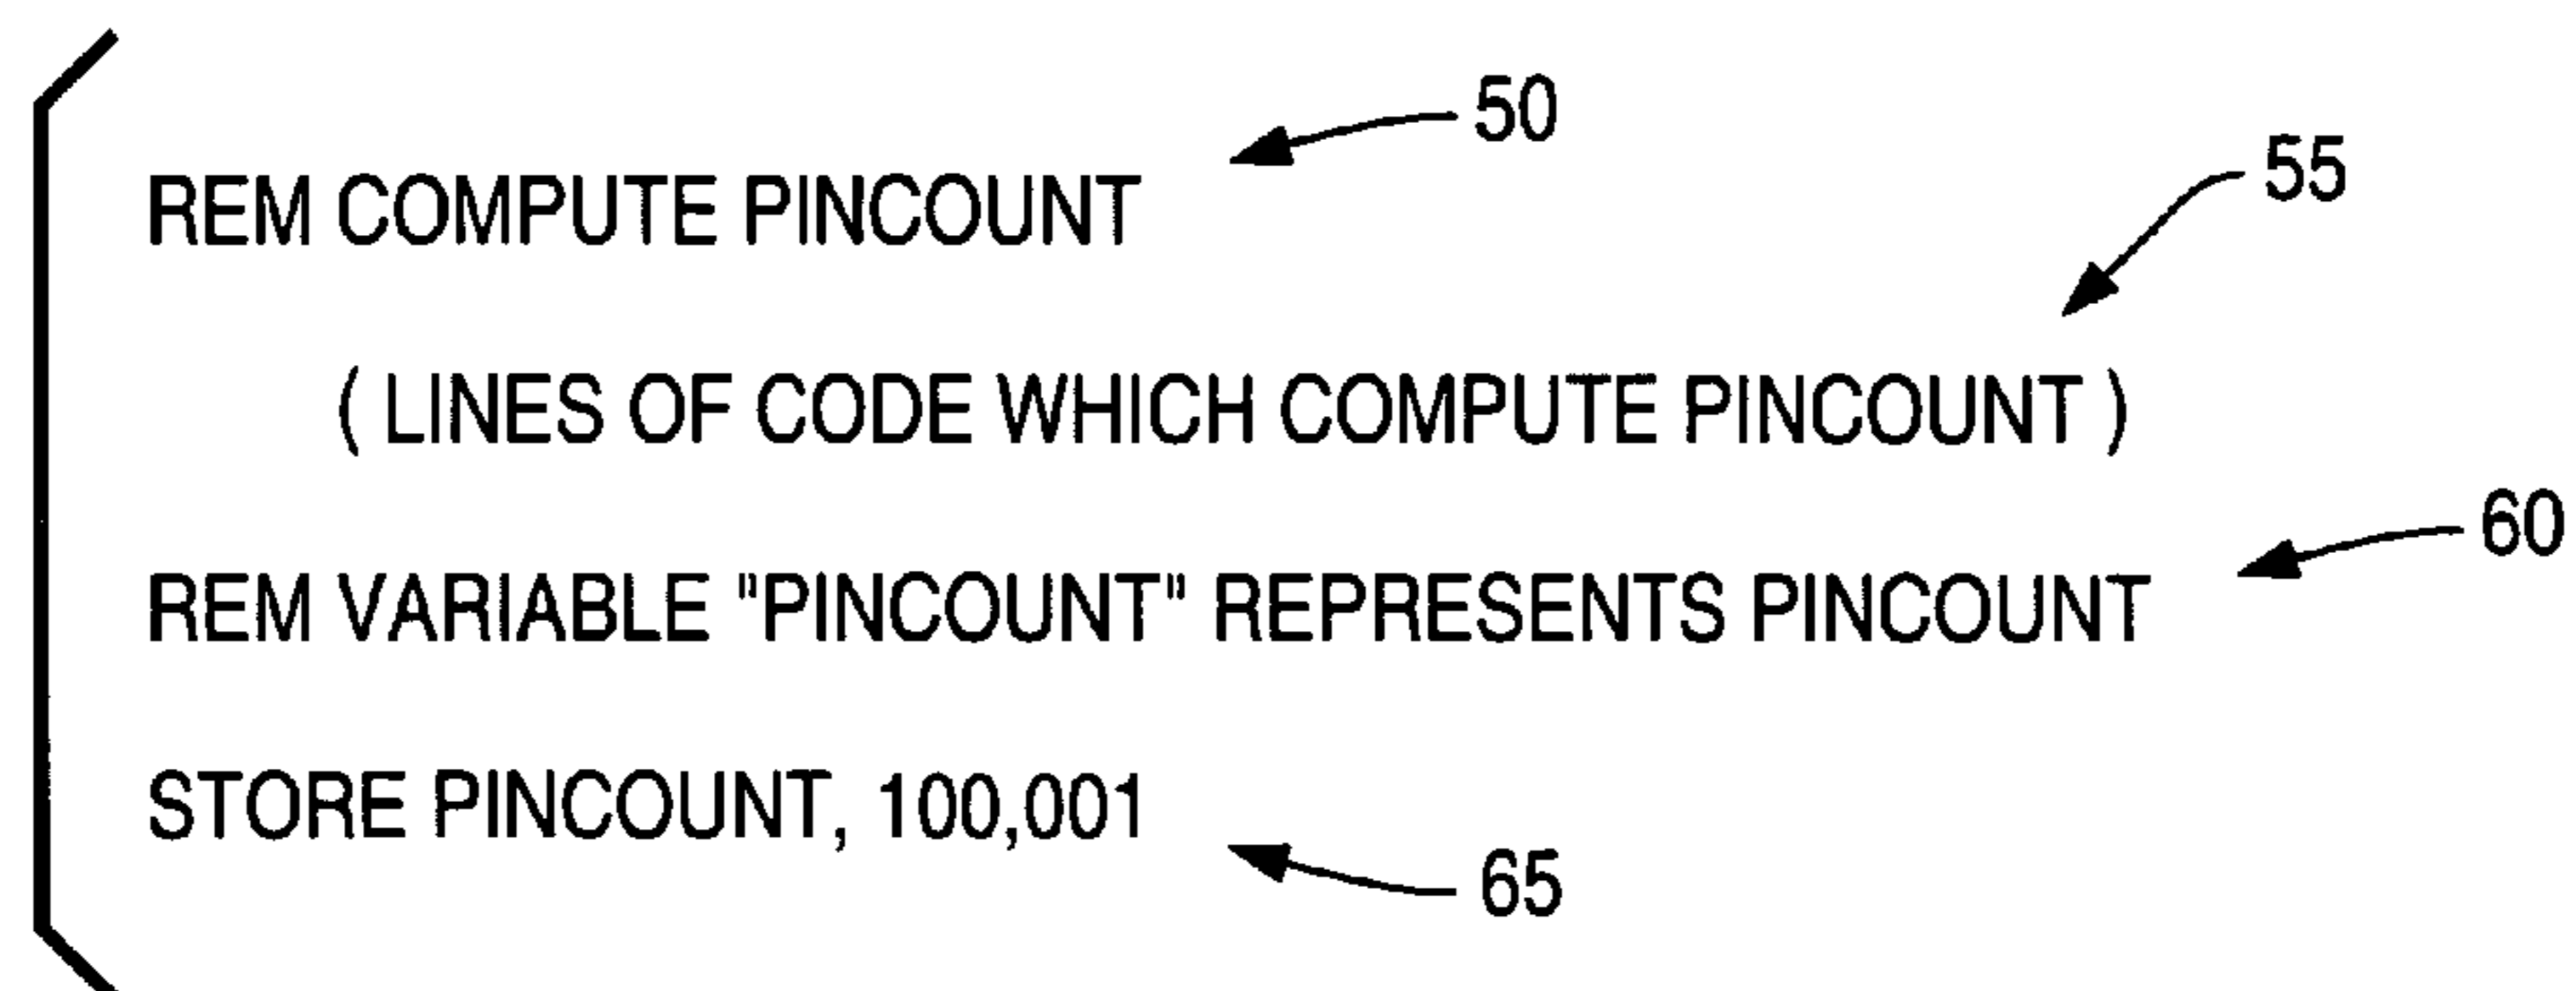 50
REM COMPUTE PINCOUNT
55
( LINES OF CODE WHICH COMPUTE PINCOUNT )
60
REM VARIABLE "PINCOUNT" REPRESENTS PINCOUNT
STORE PINCOUNT, 100,001
65